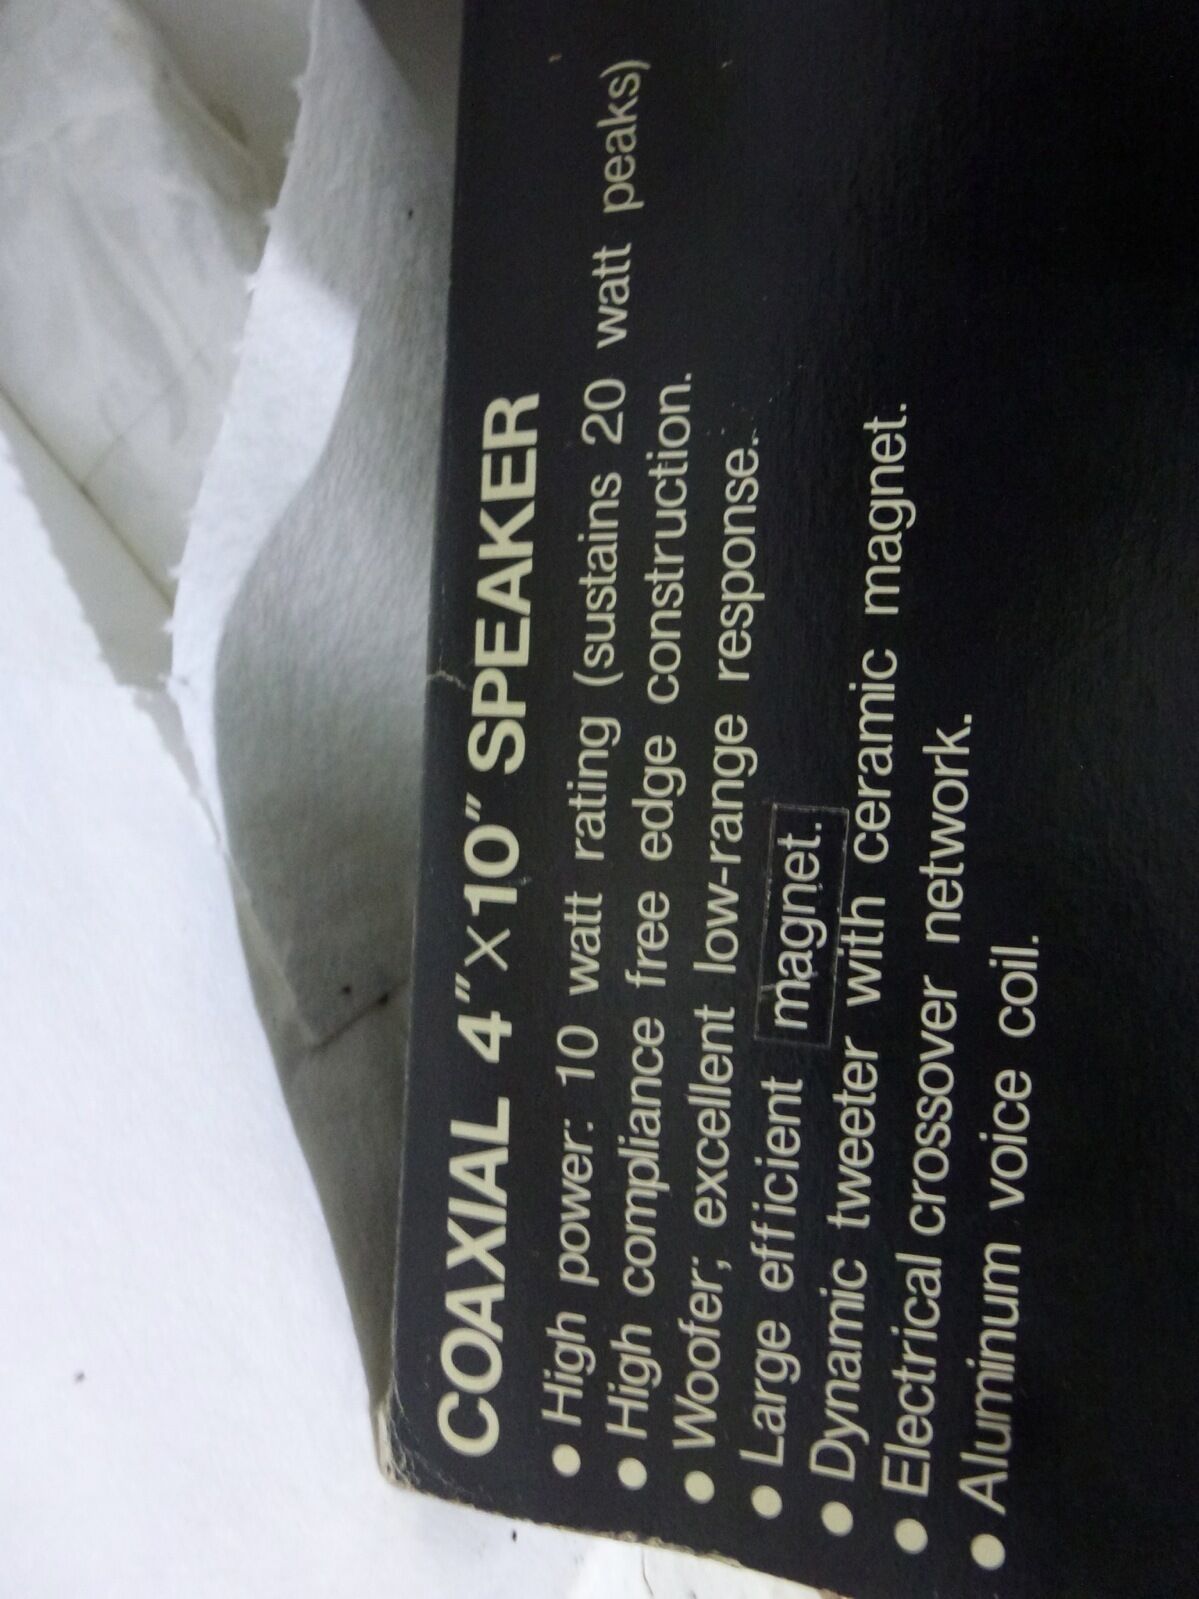 COAXIAL 4"×10" SPEAKER
• High power: 10 watt rating (sustains 20 watt peaks)
• High compliance free edge construction.
• Woofer; excellent low-range response.
• Large efficient magnet.
• Dynamic tweeter with ceramic magnet.
• Electrical crossover network.
• Aluminum voice coil.